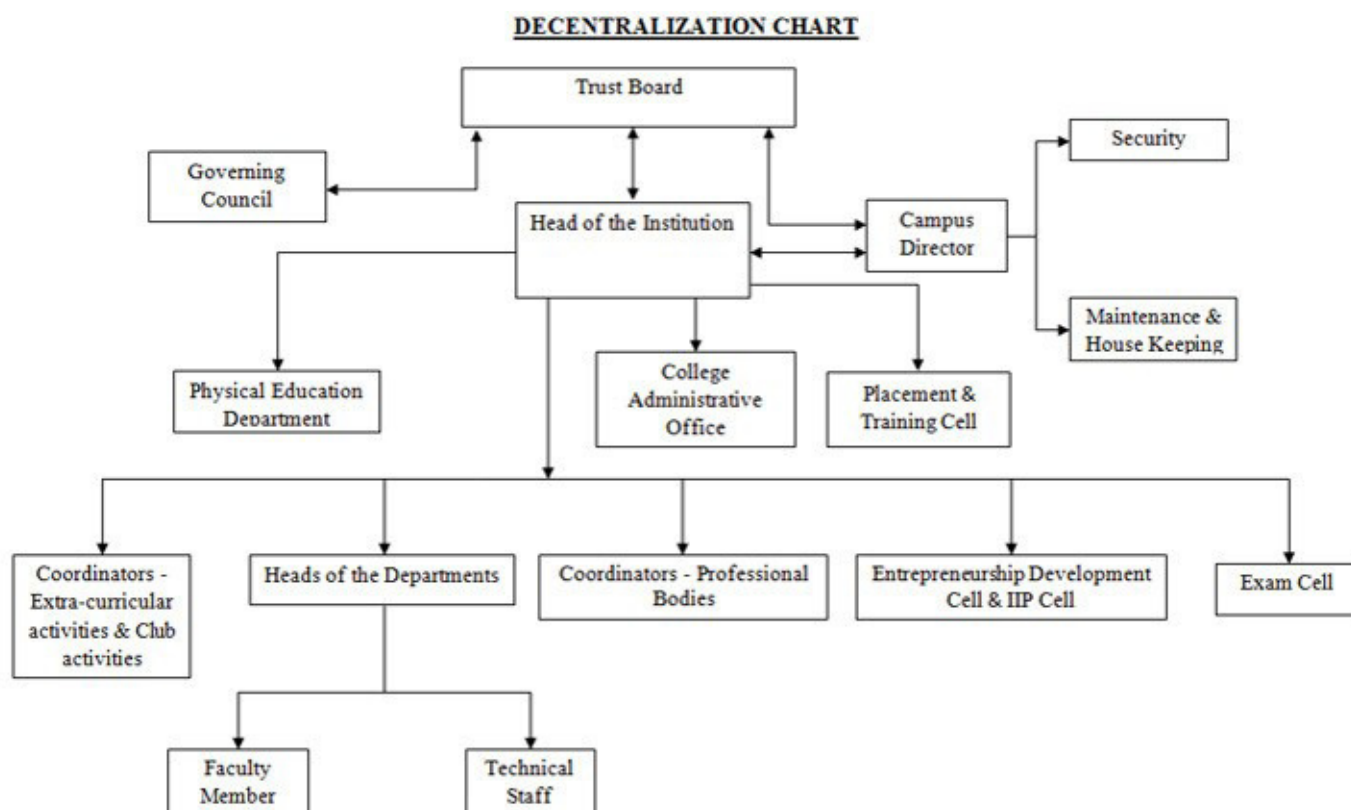 DECENTRALIZATION CHART
Trust Board
Security
Governing
Council
Head of the Institution
Campus
Director
Maintenance &
House Keeping
Physical Education
Department
College
Administrative
Office
Placement &
Training Cell
Coordinators -
Extra-curricular
activities & Club
activities
Heads of the Departments
Coordinators - Professional
Bodies
Entrepreneurship Development
Cell & IIP Cell
Exam Cell
Faculty
Member
Technical
Staff